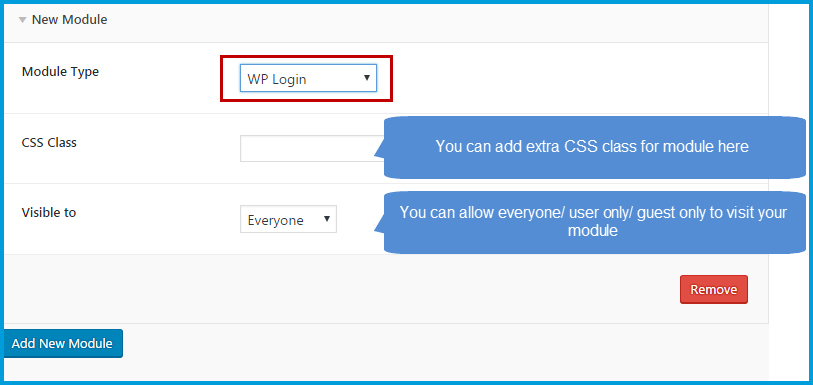 New Module
Module Type
WP Login
CSS Class
You can add extra CSS class for module here
Visible to
Everyone
You can allow everyone/ user only/ guest only to visit your
module
Remove
Add New Module